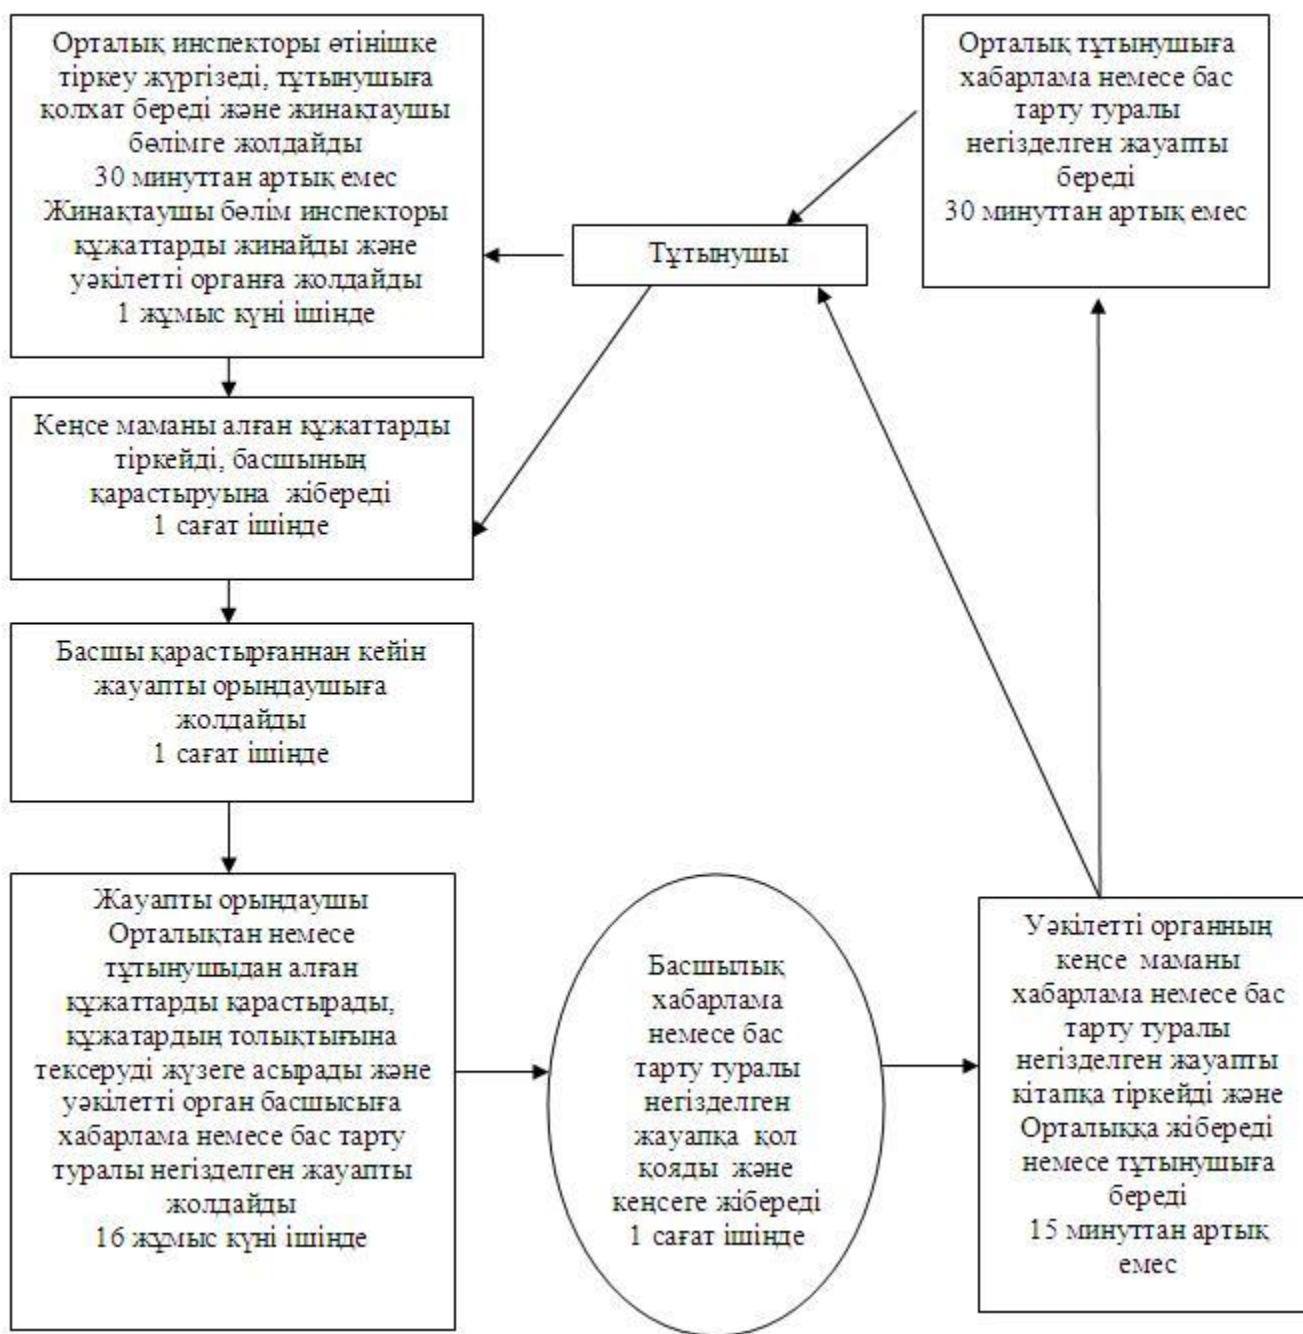 Орталық инспекторы өтінішке
тіркеу жүргізеді, тұтынушыға
қолхат береді және жинақтаушы
бөлімге жолдайды
30 минуттан артық емес
Жинақтаушы бөлім инспекторы
құжаттарды жинайды және
уәкілетті органға жолдайды
1 жұмыс күні ішінде
Орталық тұтынушыға
хабарлама немесе бас
тарту туралы
негізделген жауапты
береді
30 минуттан артық емес
Тұтынушы
Кеңсе маманы алған құжаттарды
тіркейді, басшының
қарастыруына жібереді
1 сағат ішінде
Басшы қарастырғаннан кейін
жауапты орындаушыға
жолдайды
1 сағат ішінде
Жауапты орындаушы
Орталықтан немесе
тұтынушыдан алған
құжаттарды қарастырады,
құжатардың толықтығына
тексеруді жүзеге асырады және
уәкілетті орган басшысыға
хабарлама немесе бас тарту
туралы негізделген жауапты
жолдайды
16 жұмыс күні ішінде
Басшылық
хабарлама
немесе бас
тарту туралы
негізделген
жауапқа қол
қояды және
кеңсеге жібереді
1 сағат ішінде
Уәкілетті органның
кеңсе маманы
хабарлама немесе бас
тарту туралы
негізделген жауапты
кітапқа тіркейді және
Орталыққа жібереді
немесе тұтынушыға
береді
15 минуттан артық
емес